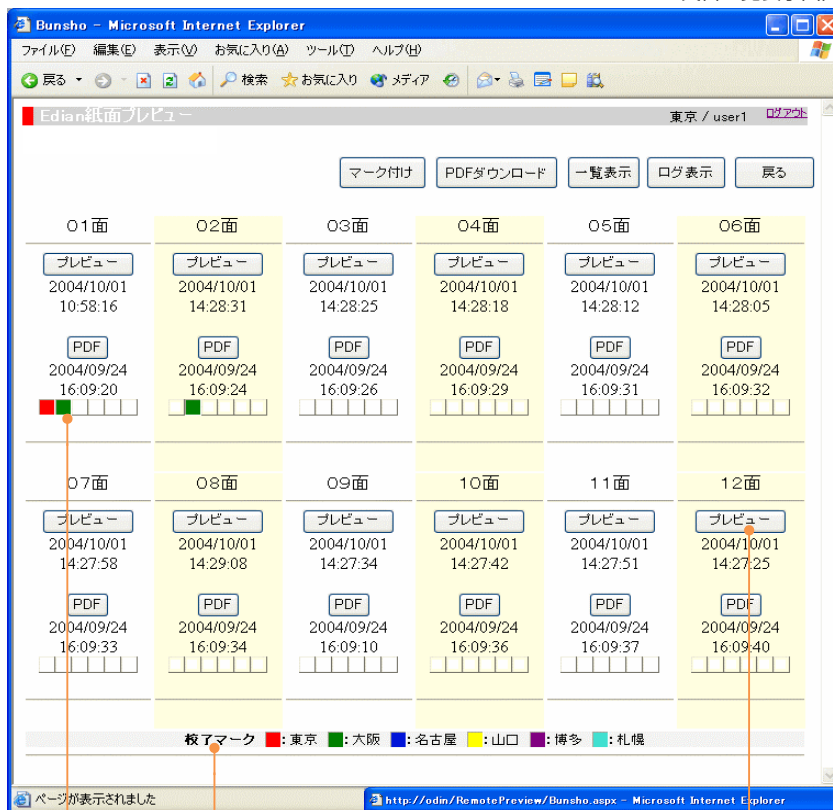 Bunsho - Microsoft Internet Explorer
ファイル(F) 編集(E) 表示(V) お気に入り(A) ツール(T) ヘルプ(H)
戻る 検索 お気に入り メディア
Edian紙面プレビュー 東京 / user1 ログアウト
マーク付け PDFダウンロード 一覧表示 ログ表示 戻る
01面 02面 03面 04面 05面 06面
プレビュー プレビュー プレビュー プレビュー プレビュー プレビュー
2004/10/01 2004/10/01 2004/10/01 2004/10/01 2004/10/01 2004/10/01
10:58:16 14:28:31 14:28:25 14:28:18 14:28:12 14:28:05
PDF PDF PDF PDF PDF PDF
2004/09/24 2004/09/24 2004/09/24 2004/09/24 2004/09/24 2004/09/24
16:09:20 16:09:24 16:09:26 16:09:29 16:09:31 16:09:32
07面 08面 09面 10面 11面 12面
プレビュー プレビュー プレビュー プレビュー プレビュー プレビュー
2004/10/01 2004/10/01 2004/10/01 2004/10/01 2004/10/01 2004/10/01
14:27:58 14:29:08 14:27:34 14:27:42 14:27:51 14:27:25
PDF PDF PDF PDF PDF PDF
2004/09/24 2004/09/24 2004/09/24 2004/09/24 2004/09/24 2004/09/24
16:09:33 16:09:34 16:09:10 16:09:36 16:09:37 16:09:40
校了マーク :東京 :大阪 :名古屋 :山口 :博多 :札幌
ページが表示されました http://odin/RemotePreview/Bunsho.aspx - Microsoft Internet Explorer